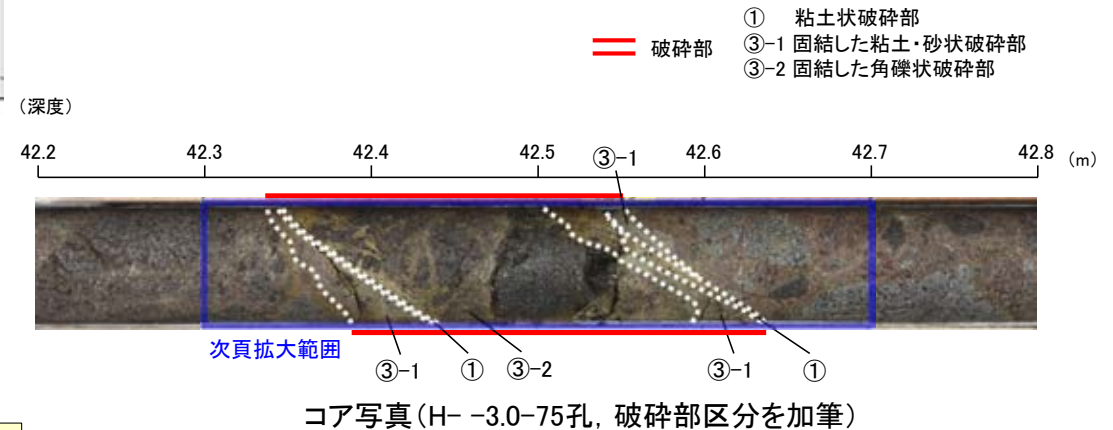 ① 粘土状破砕部
破砕部 ③-1 固結した粘土・砂状破砕部
③-2 固結した角礫状破砕部
(深度)
42.2 42.3 42.4 42.5 42.6 42.7 42.8 (m)
③-1
次頁拡大範囲
③-1 ① ③-2 ③-1 ①
コア写真(H- -3.0-75孔, 破砕部区分を加筆)